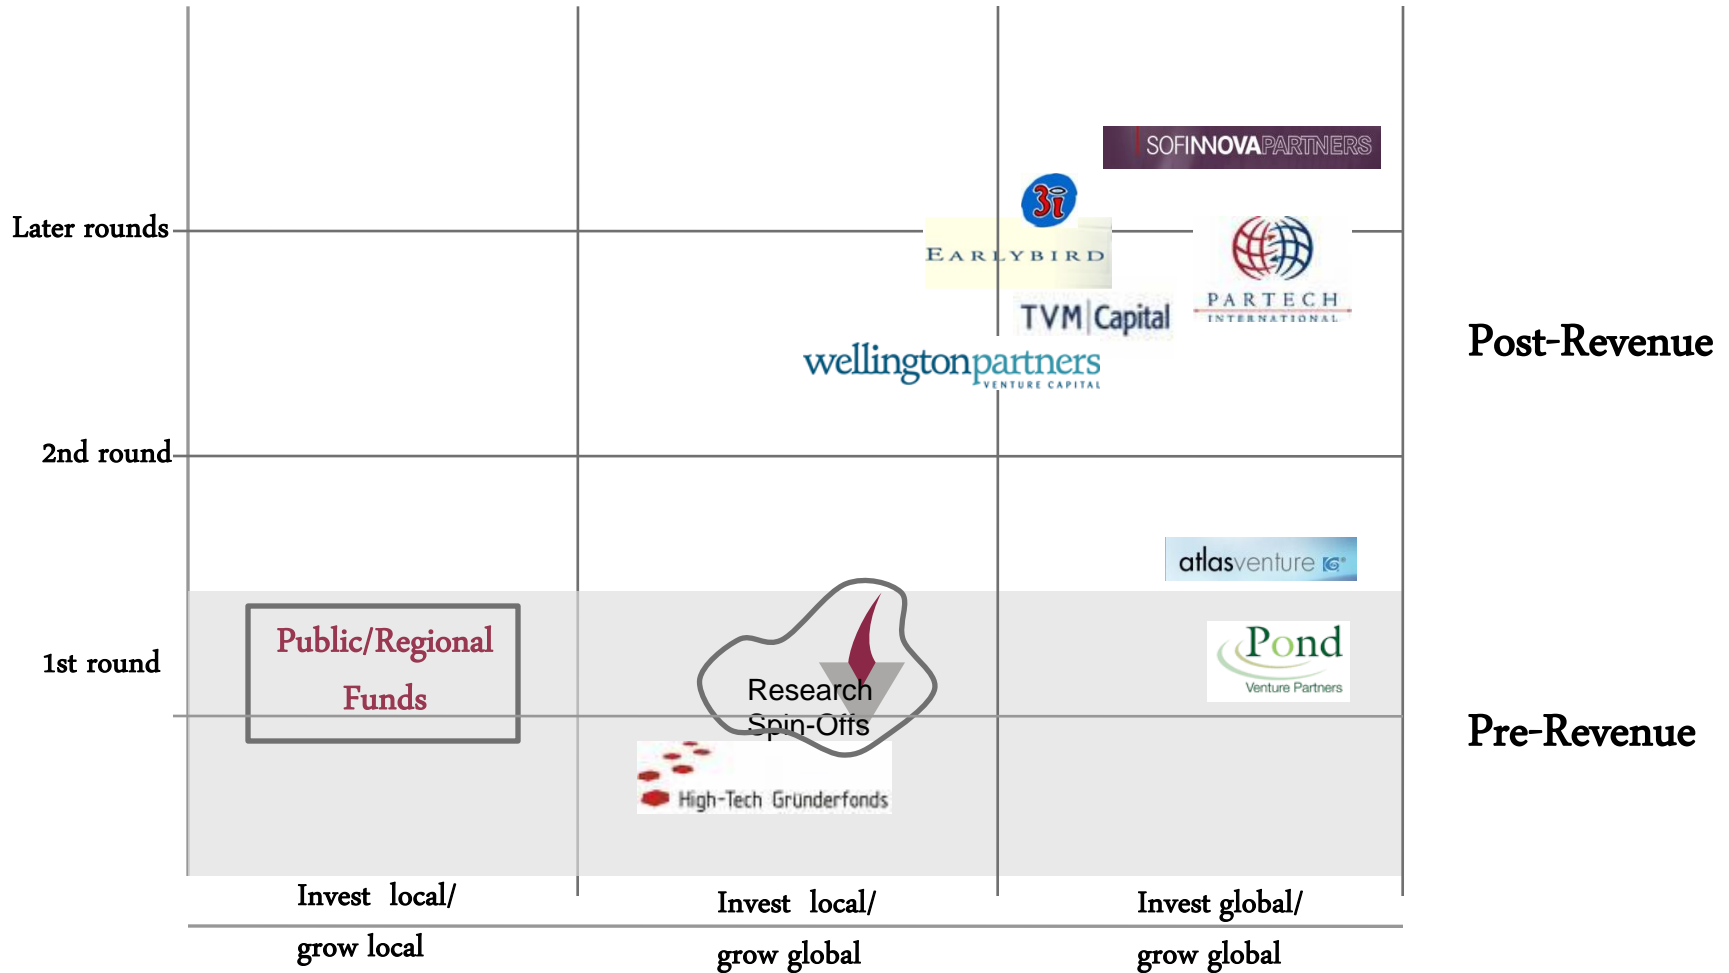 SOFINNOVAPARTNERS
3i
Later rounds
EARLYBIRD
PARTECH
INTERNATIONAL
TVM|Capital
Post-Revenue
wellingtonpartners
VENTURE CAPITAL
2nd round
atlasventure
Public/Regional
Funds
1st round
Pond
Venture Partners
Research
Spin-Offs
Pre-Revenue
High-Tech Gründerfonds
Invest local/
grow local
Invest local/
grow global
Invest global/
grow global